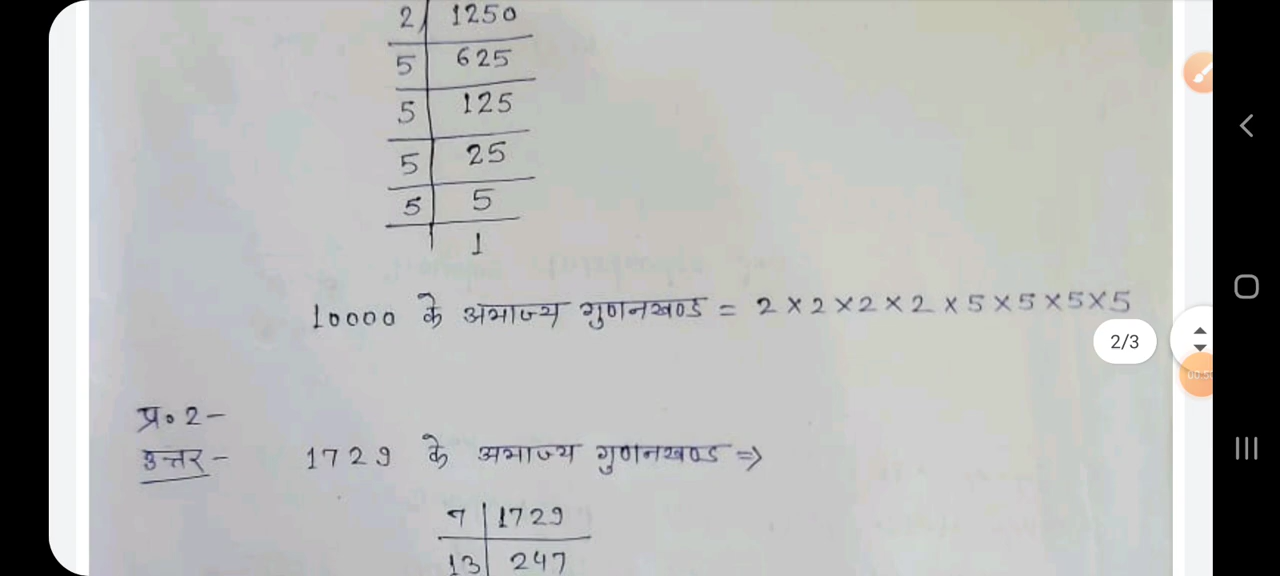 2 | 1250
5 | 625
5 | 125
5 | 25
5 | 5
| 1
10000 के अभाज्य गुणनखण्ड = 2 × 2 × 2 × 2 × 5 × 5 × 5 × 5
2/3
प्र० 2 -
उत्तर - 1729 के अभाज्य गुणनखण्ड ⇒
7 | 1729
13 | 247